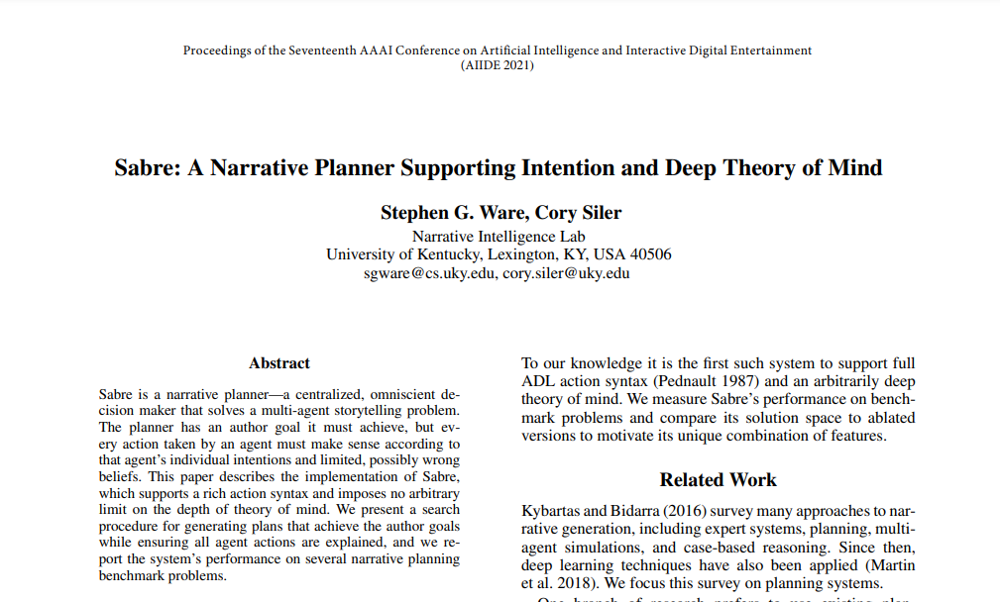 Proceedings of the Seventeenth AAAI Conference on Artificial Intelligence and Interactive Digital Entertainment
(AIIDE 2021)
Sabre: A Narrative Planner Supporting Intention and Deep Theory of Mind
Stephen G. Ware, Cory Siler
Narrative Intelligence Lab
University of Kentucky, Lexington, KY, USA 40506
sgware@cs.uky.edu, cory.siler@uky.edu
Abstract
Sabre is a narrative planner—a centralized, omniscient de-
cision maker that solves a multi-agent storytelling problem.
The planner has an author goal it must achieve, but ev-
ery action taken by an agent must make sense according to
that agent's individual intentions and limited, possibly wrong
beliefs. This paper describes the implementation of Sabre,
which supports a rich action syntax and imposes no arbitrary
limit on the depth of theory of mind. We present a search
procedure for generating plans that achieve the author goals
while ensuring all agent actions are explained, and we re-
port the system's performance on several narrative planning
benchmark problems.
To our knowledge it is the first such system to support full
ADL action syntax (Pednault 1987) and an arbitrarily deep
theory of mind. We measure Sabre's performance on bench-
mark problems and compare its solution space to ablated
versions to motivate its unique combination of features.
Related Work
Kybartas and Bidarra (2016) survey many approaches to nar-
rative generation, including expert systems, planning, multi-
agent simulations, and case-based reasoning. Since then,
deep learning techniques have also been applied (Martin
et al. 2018). We focus this survey on planning systems.